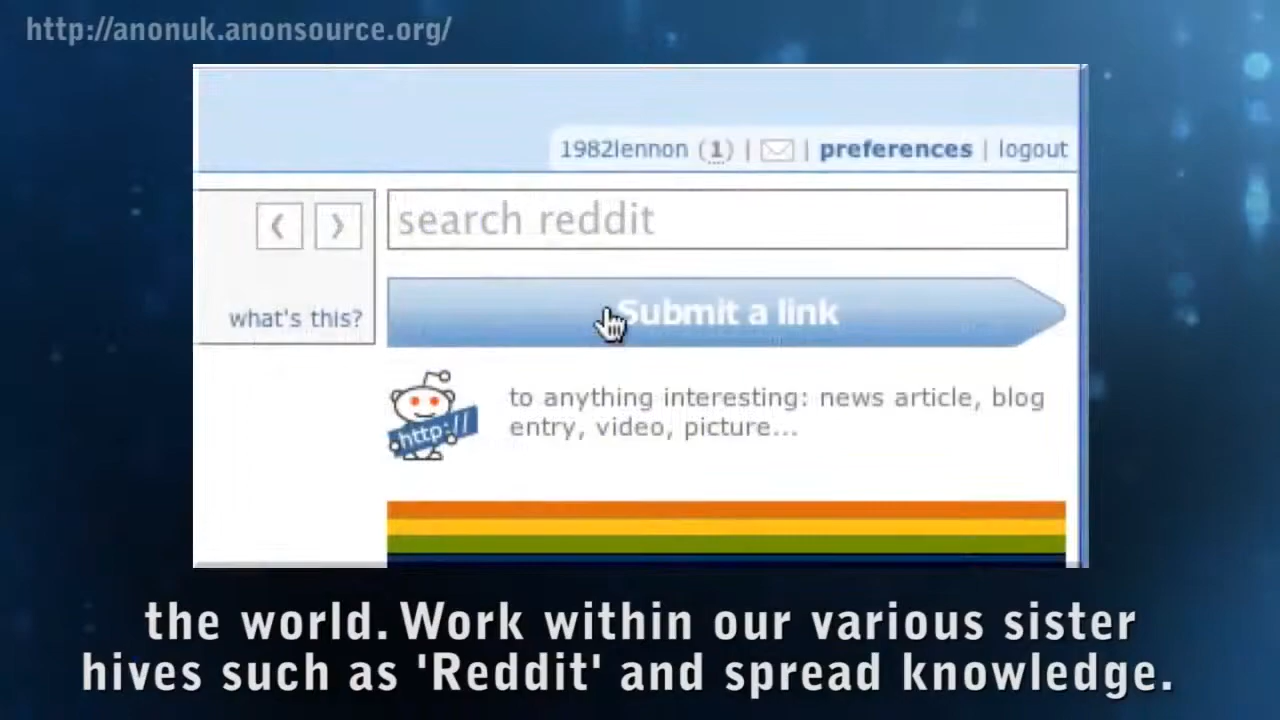 http://anonuk.anonsource.org/
1982lennon (1) | | preferences | logout
search reddit
what's this?
Submit a link
to anything interesting: news article, blog
entry, video, picture...
http://
the world. Work within our various sister
hives such as 'Reddit' and spread knowledge.